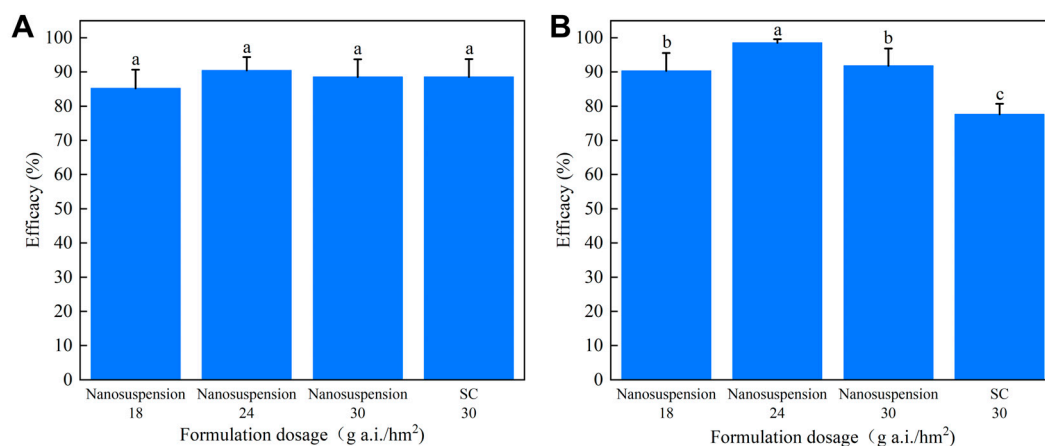 A
100
90
80
70
60
50
40
30
20
10
0
Efficacy (%)
a
a
a
a
Nanosuspension Nanosuspension Nanosuspension SC
18 24 30 30
Formulation dosage（g a.i./hm²)
B
100
90
80
70
60
50
40
30
20
10
0
Efficacy (%)
b
a
b
c
Nanosuspension Nanosuspension Nanosuspension SC
18 24 30 30
Formulation dosage（g a.i./hm²)